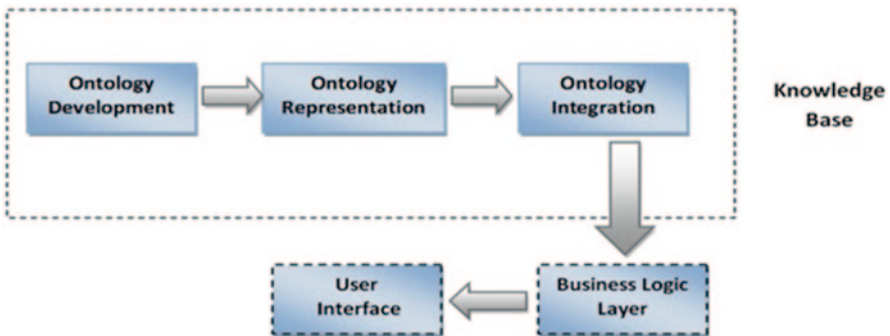 Ontology
Development
Ontology
Representation
Ontology
Integration
Knowledge
Base
User
Interface
Business Logic
Layer